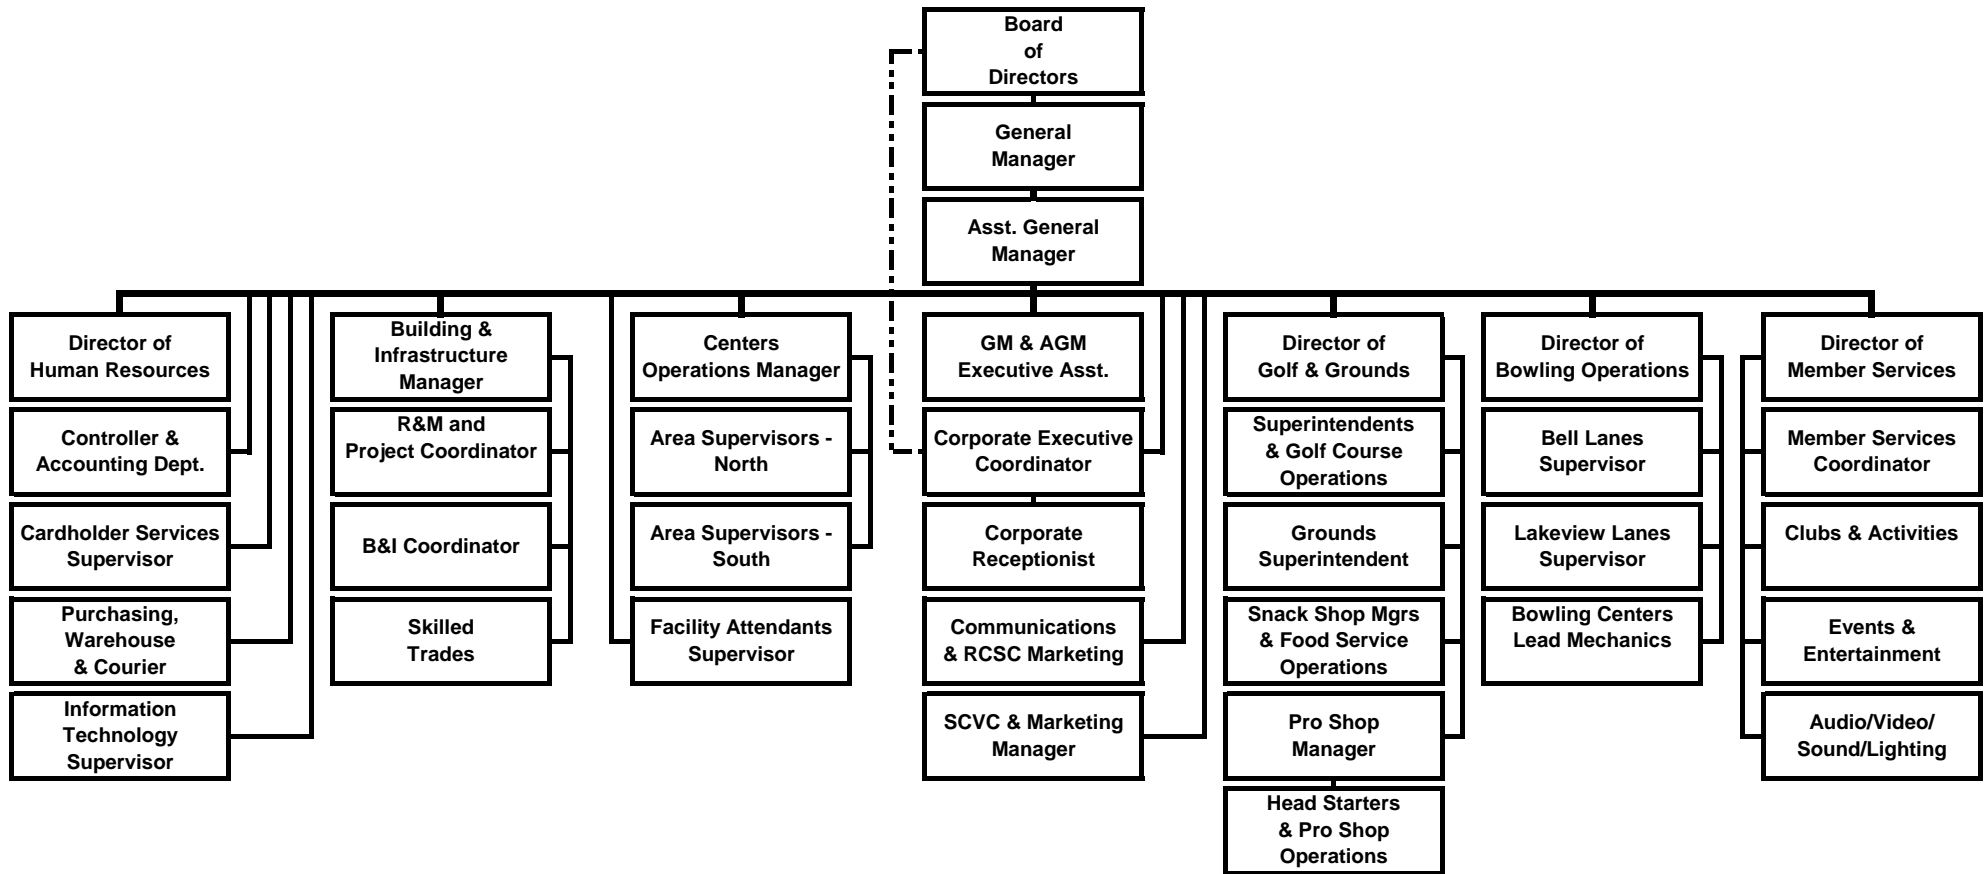 Board
of
Directors
General
Manager
Asst. General
Manager
Director of
Human Resources
Building &
Infrastructure
Manager
Centers
Operations Manager
GM & AGM
Executive Asst.
Director of
Golf & Grounds
Director of
Bowling Operations
Director of
Member Services
Controller &
Accounting Dept.
R&M and
Project Coordinator
Area Supervisors -
North
Corporate Executive
Coordinator
Superintendents
& Golf Course
Operations
Bell Lanes
Supervisor
Member Services
Coordinator
Cardholder Services
Supervisor
B&I Coordinator
Area Supervisors -
South
Corporate
Receptionist
Grounds
Superintendent
Lakeview Lanes
Supervisor
Clubs & Activities
Purchasing,
Warehouse
& Courier
Skilled
Trades
Facility Attendants
Supervisor
Communications
& RCSC Marketing
Snack Shop Mgrs
& Food Service
Operations
Bowling Centers
Lead Mechanics
Events &
Entertainment
Information
Technology
Supervisor
SCVC & Marketing
Manager
Pro Shop
Manager
Audio/Video/
Sound/Lighting
Head Starters
& Pro Shop
Operations